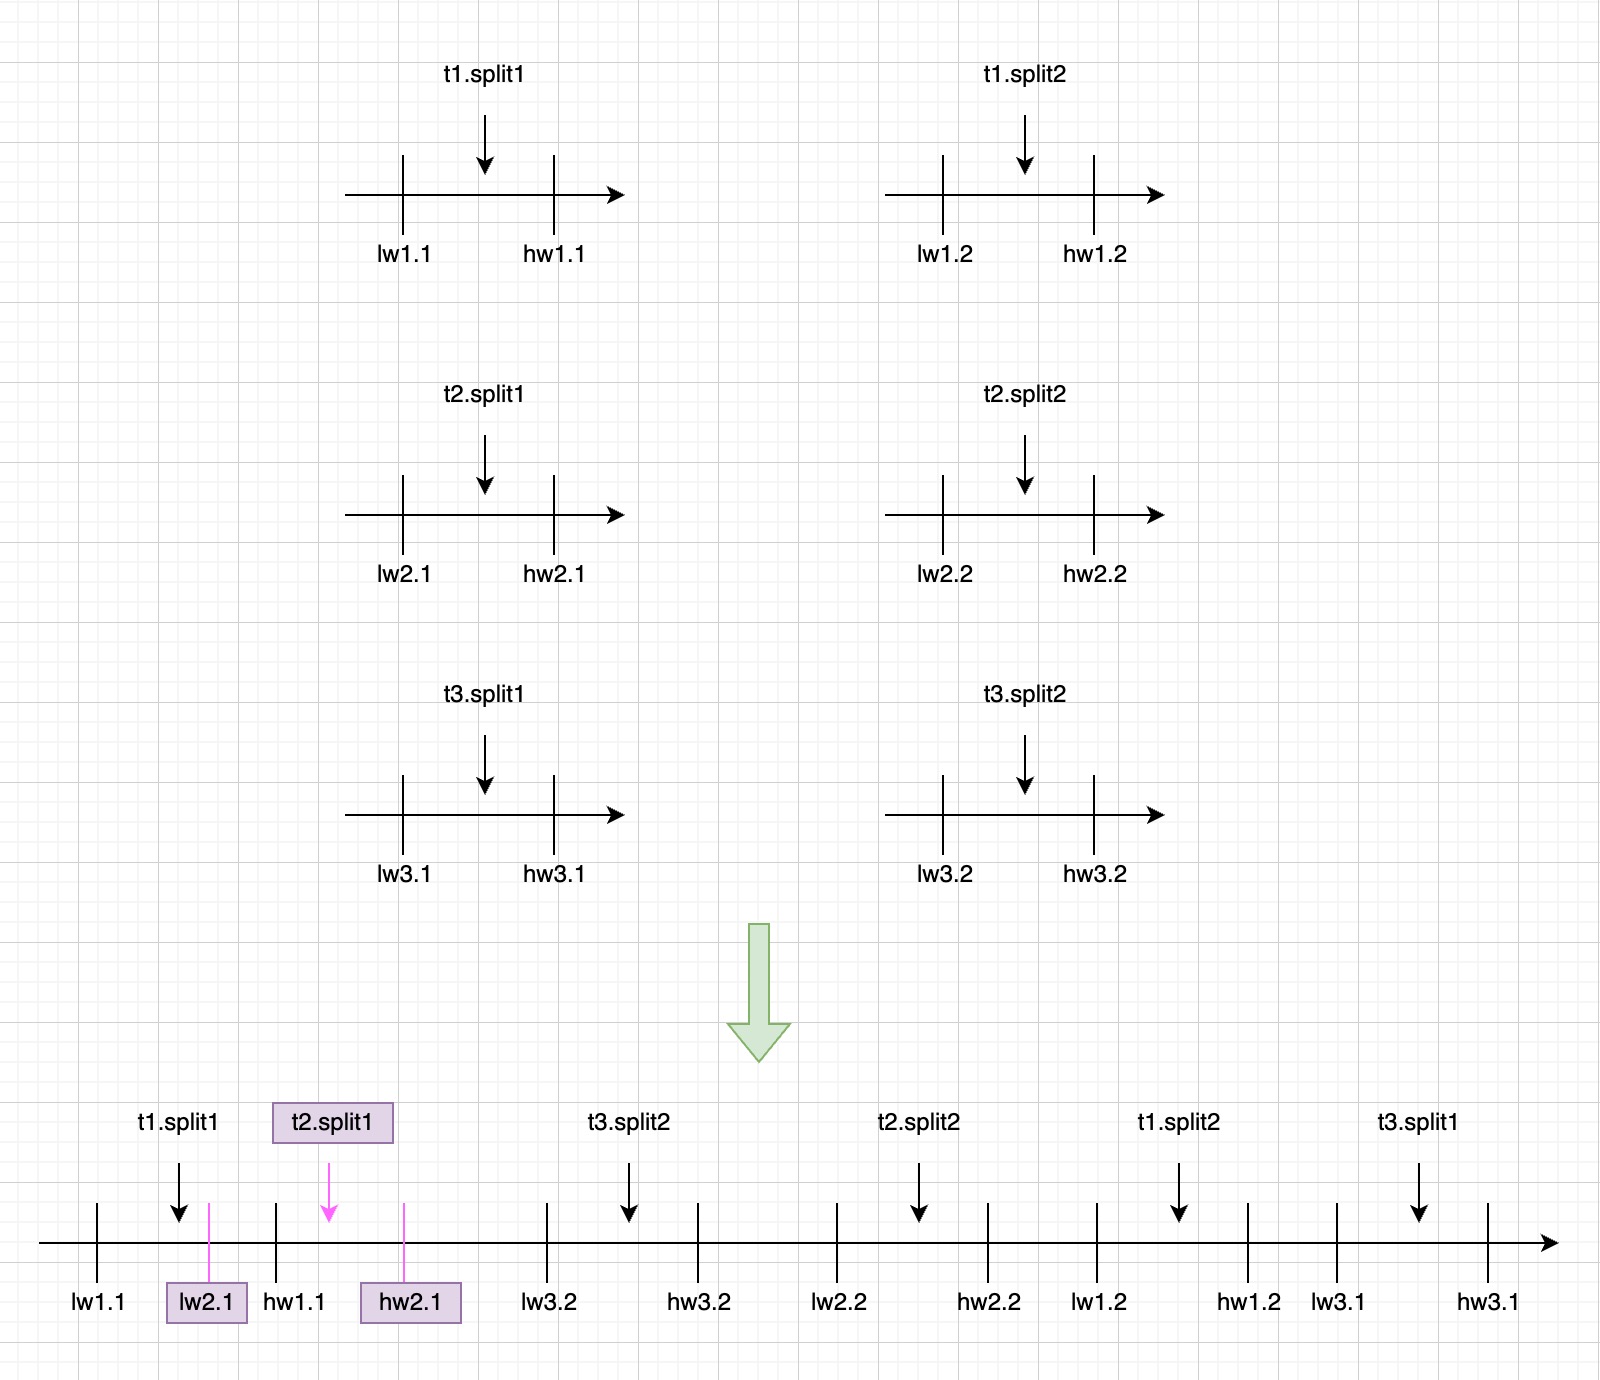 t1.split1 t1.split2
lw1.1 hw1.1 lw1.2 hw1.2
t2.split1 t2.split2
lw2.1 hw2.1 lw2.2 hw2.2
t3.split1 t3.split2
lw3.1 hw3.1 lw3.2 hw3.2
t1.split1 t2.split1 t3.split2 t2.split2 t1.split2 t3.split1
lw1.1 lw2.1 hw1.1 hw2.1 lw3.2 hw3.2 lw2.2 hw2.2 lw1.2 hw1.2 lw3.1 hw3.1